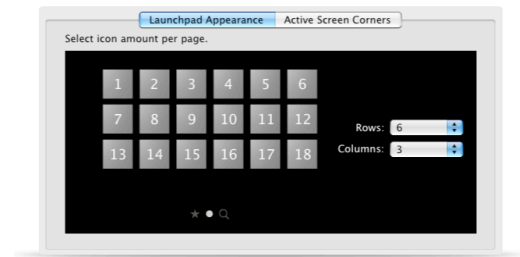 Launchpad Appearance Active Screen Corners
Select icon amount per page.
1 2 3 4 5 6
7 8 9 10 11 12
13 14 15 16 17 18
Rows: 6
Columns: 3